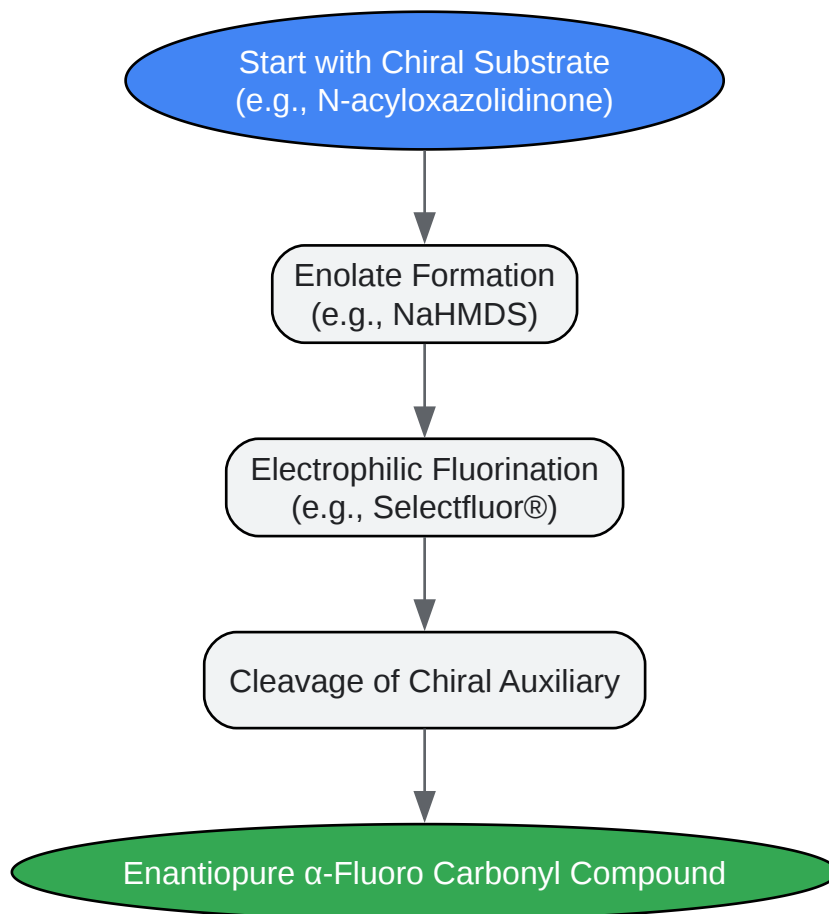 Start with Chiral Substrate
(e.g., N-acyloxazolidinone)
Enolate Formation
(e.g., NaHMDS)
Electrophilic Fluorination
(e.g., Selectfluor®)
Cleavage of Chiral Auxiliary
Enantiopure α-Fluoro Carbonyl Compound